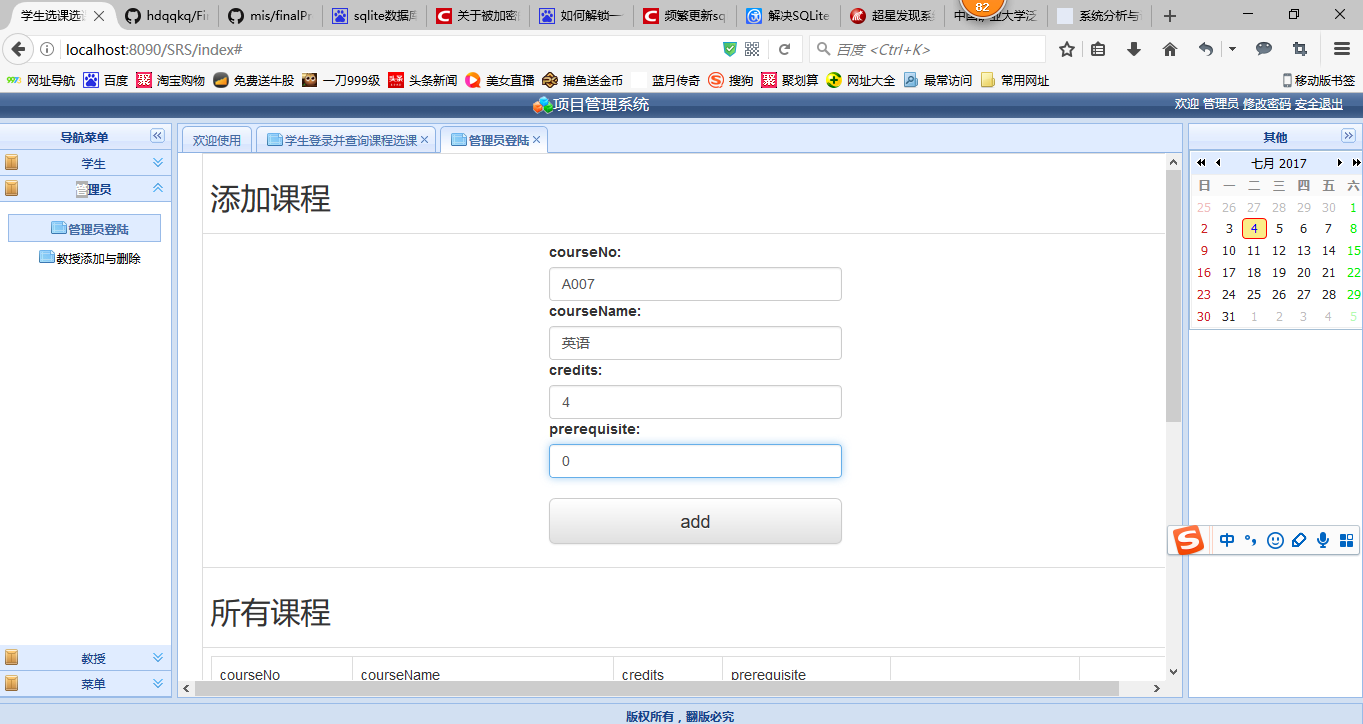 学生选课选
hdqqkq/Fi
mis/finalPr
sqlite数据库
关于被加密
如何解锁一
频繁更新sq
解决SQLite
超星发现系
82
系统分析与
localhost:8090/SRS/index#
百度 <Ctrl+K>
网址导航
百度
淘宝购物
免费送牛股
一刀999级
头条新闻
美女直播
捕鱼送金币
蓝月传奇
搜狗
聚划算
网址大全
最常访问
常用网址
移动版书签
项目管理系统
欢迎 管理员 修改密码 安全退出
导航菜单
学生
管理员
管理员登陆
教授添加与删除
教授
菜单
欢迎使用
学生登录并查询课程选课
管理员登陆
添加课程
courseNo:
A007
courseName:
英语
credits:
4
prerequisite:
0
add
所有课程
courseNo courseName credits prerequisite
其他
七月 2017
日 一 二 三 四 五 六
25 26 27 28 29 30 1
2 3 4 5 6 7 8
9 10 11 12 13 14 15
16 17 18 19 20 21 22
23 24 25 26 27 28 29
30 31 1 2 3 4 5
中
版权所有，翻版必究